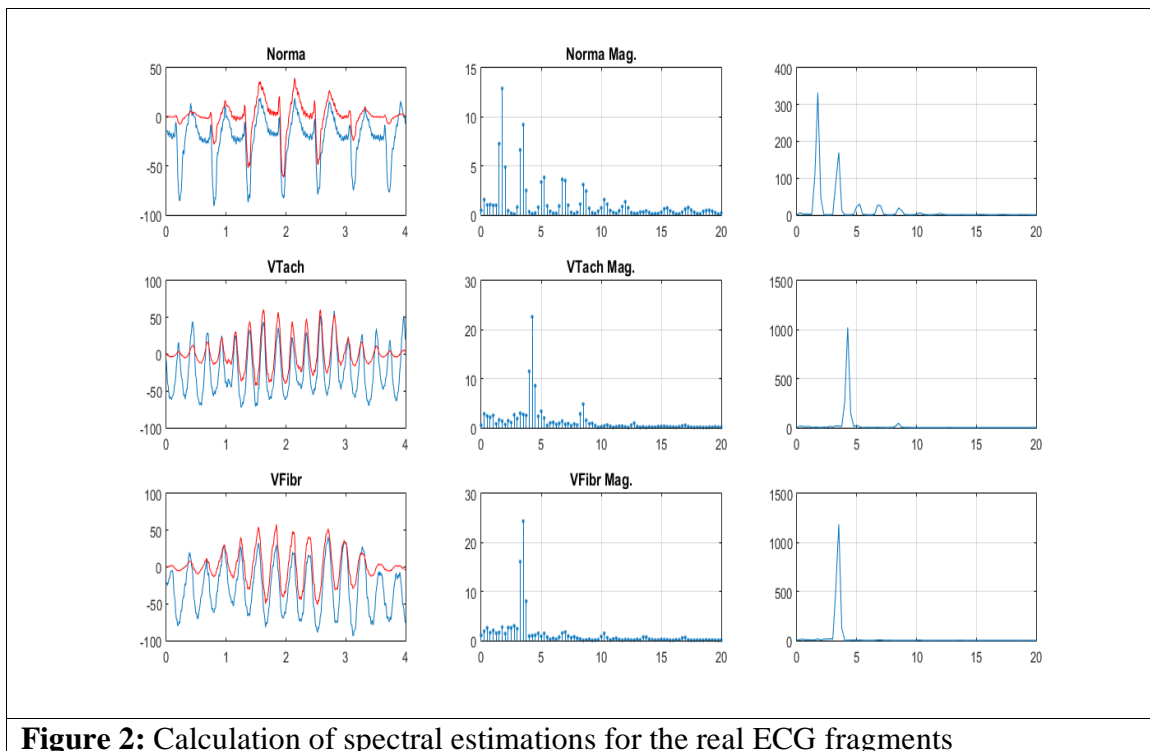 Norma
50
0
-50
-100
0 1 2 3 4
Norma Mag.
15
10
5
0
0 5 10 15 20
400
300
200
100
0
0 5 10 15 20
VTach
100
50
0
-50
-100
0 1 2 3 4
VTach Mag.
30
20
10
0
0 5 10 15 20
1500
1000
500
0
0 5 10 15 20
VFibr
100
50
0
-50
-100
0 1 2 3 4
VFibr Mag.
30
20
10
0
0 5 10 15 20
1500
1000
500
0
0 5 10 15 20
Figure 2: Calculation of spectral estimations for the real ECG fragments